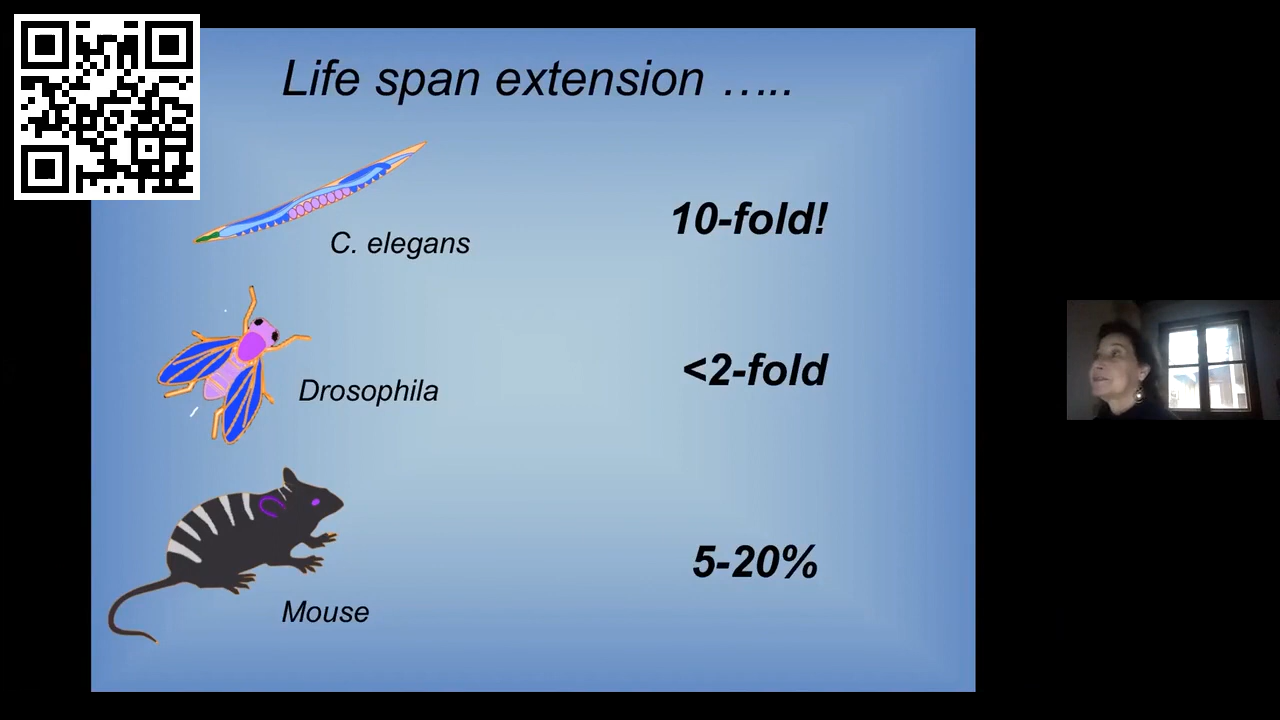 Life span extension …..
C. elegans
10-fold!
Drosophila
<2-fold
Mouse
5-20%